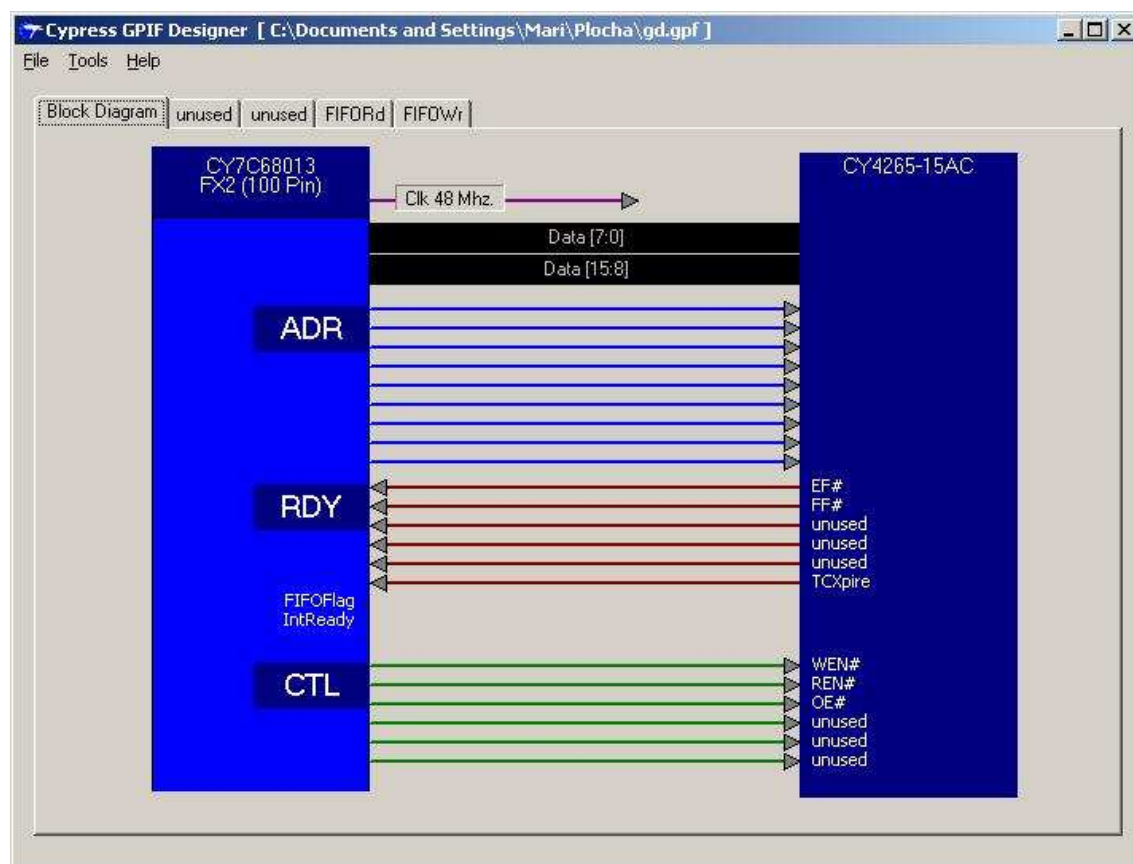 Cypress GPIF Designer [ C:\Documents and Settings\Mari\Plocha\gd.gpf ]
File Tools Help
Block Diagram unused unused FIFORd FIFOWr
CY7C68013
FX2 (100 Pin)
CY4265-15AC
Clk 48 Mhz.
Data [7:0]
Data [15:8]
ADR
RDY
EF#
FF#
unused
unused
unused
TCXpire
FIFOFlag
IntReady
CTL
WEN#
REN#
OE#
unused
unused
unused